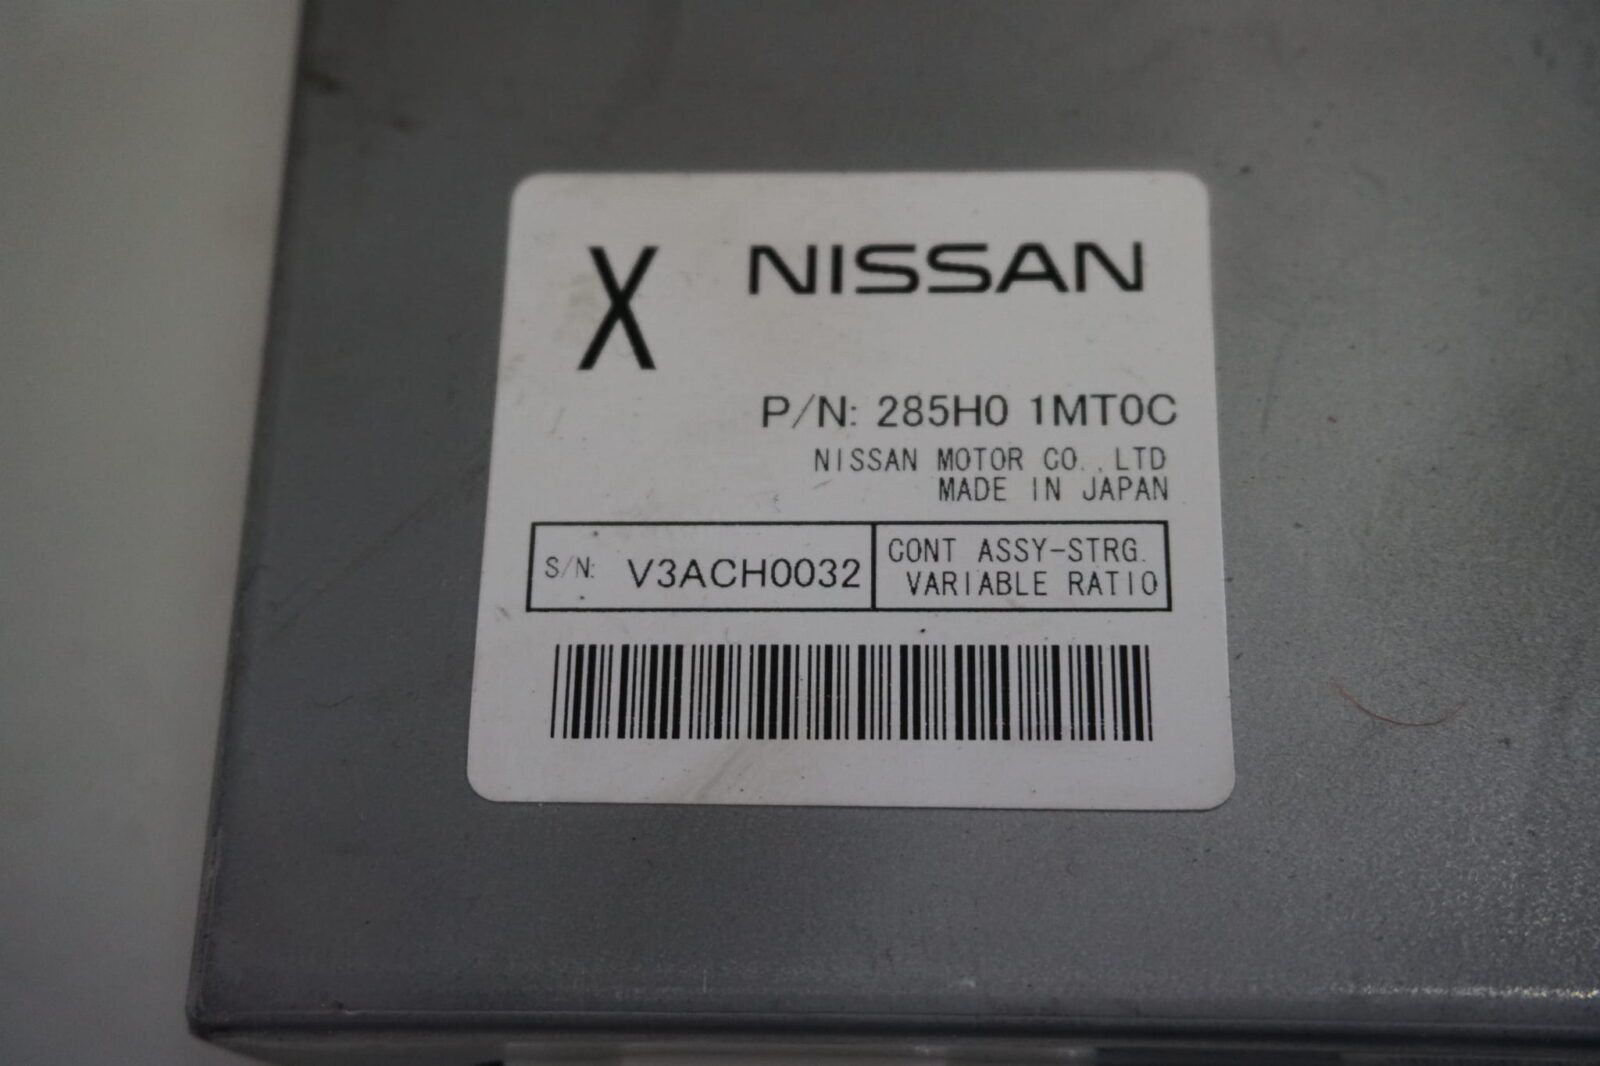 X NISSAN
P/N: 285H0 1MT0C
NISSAN MOTOR CO.,LTD
MADE IN JAPAN
S/N: V3ACH0032
CONT ASSY-STRG.
VARIABLE RATIO